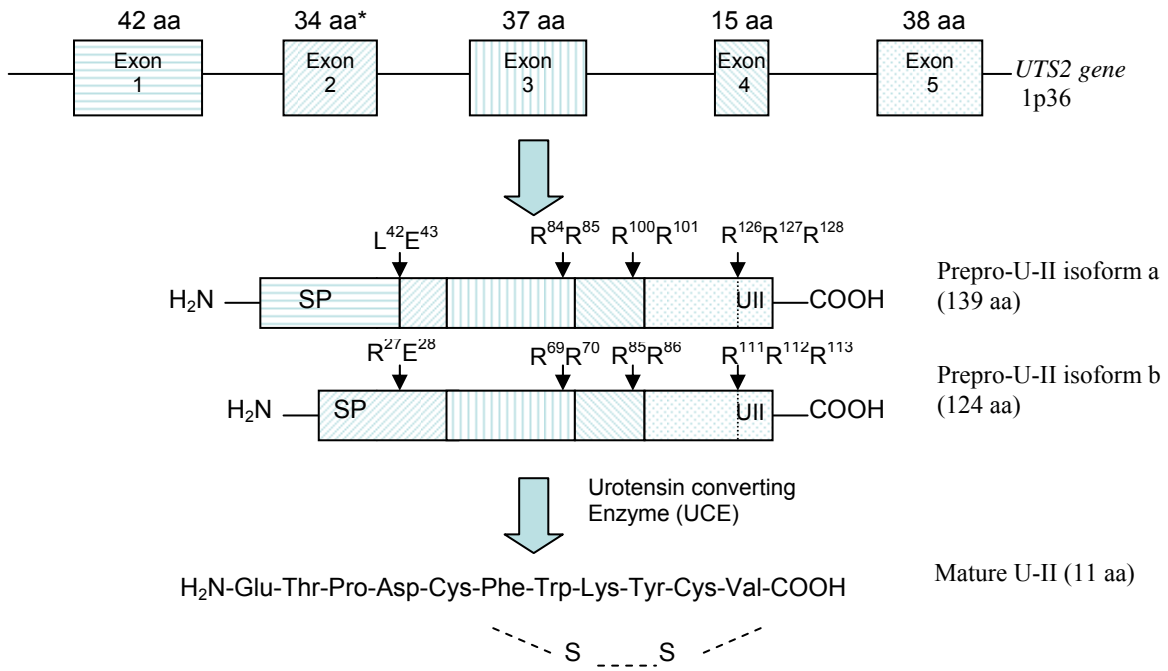 42 aa 34 aa* 37 aa 15 aa 38 aa
Exon 1
Exon 2
Exon 3
Exon 4
Exon 5
UTS2 gene
1p36
L⁴²E⁴³ R⁸⁴R⁸⁵ R¹⁰⁰R¹⁰¹ R¹²⁶R¹²⁷R¹²⁸
H₂N SP UII COOH
Prepro-U-II isoform a
(139 aa)
R²⁷E²⁸ R⁶⁹R⁷⁰ R⁸⁵R⁸⁶ R¹¹¹R¹¹²R¹¹³
H₂N SP UII COOH
Prepro-U-II isoform b
(124 aa)
Urotensin converting
Enzyme (UCE)
H₂N-Glu-Thr-Pro-Asp-Cys-Phe-Trp-Lys-Tyr-Cys-Val-COOH
Mature U-II (11 aa)
S S